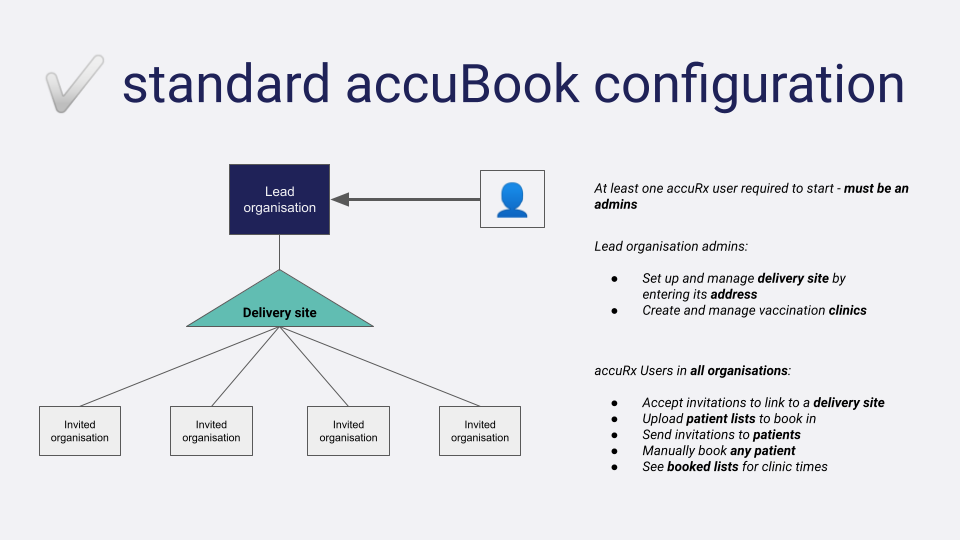 ✔ standard accuBook configuration
Lead
organisation
Delivery site
Invited
organisation
Invited
organisation
Invited
organisation
Invited
organisation
At least one accuRx user required to start - must be an
admins
Lead organisation admins:
● Set up and manage delivery site by
entering its address
● Create and manage vaccination clinics
accuRx Users in all organisations:
● Accept invitations to link to a delivery site
● Upload patient lists to book in
● Send invitations to patients
● Manually book any patient
● See booked lists for clinic times